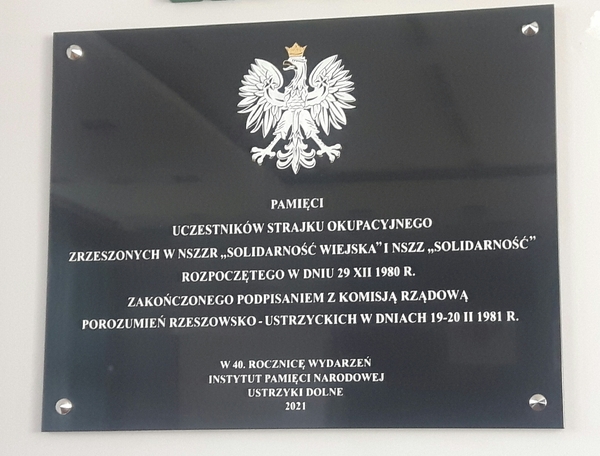 PAMIĘCI
UCZESTNIKÓW STRAJKU OKUPACYJNEGO
ZRZESZONYCH W NSZZR „SOLIDARNOŚĆ WIEJSKA” I NSZZ „SOLIDARNOŚĆ”
ROZPOCZĘTEGO W DNIU 29 XII 1980 R.
ZAKOŃCZONEGO PODPISANIEM Z KOMISJĄ RZĄDOWĄ
POROZUMIEŃ RZESZOWSKO - USTRZYCKICH W DNIACH 19-20 II 1981 R.
W 40. ROCZNICĘ WYDARZEŃ
INSTYTUT PAMIĘCI NARODOWEJ
USTRZYKI DOLNE
2021